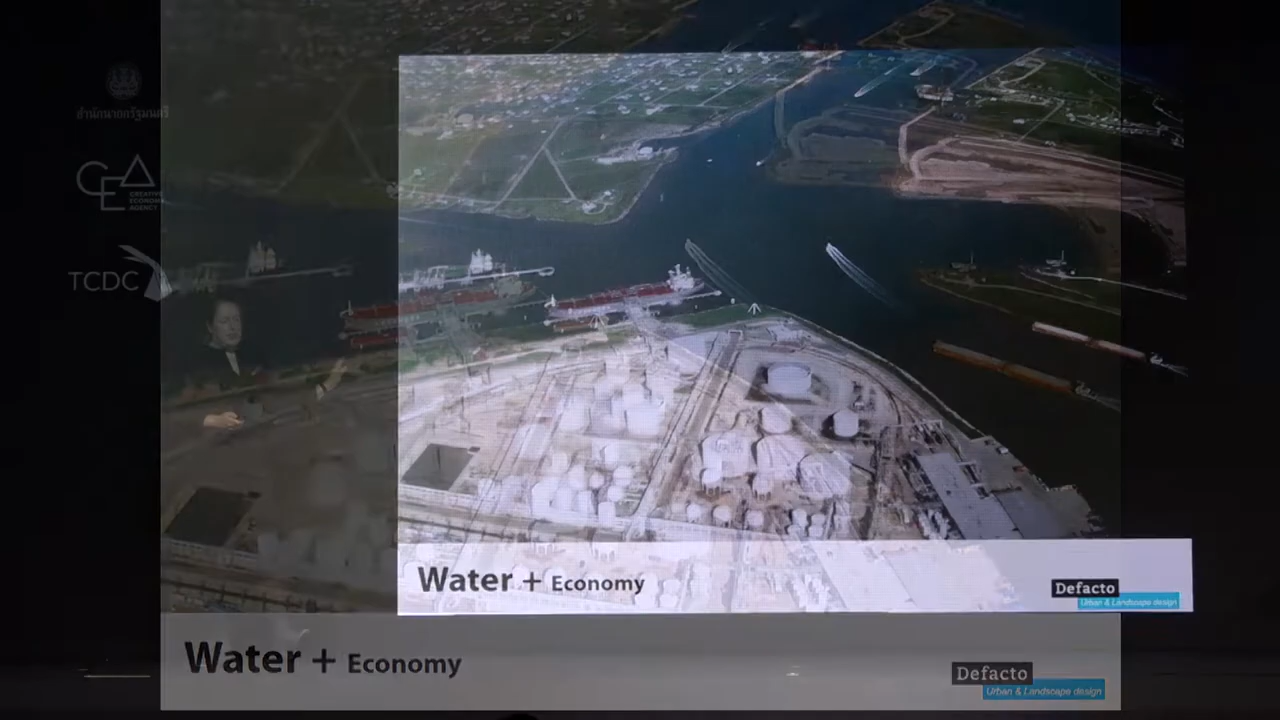 สำนักนายกรัฐมนตรี
CEA
CREATIVE
ECONOMY
AGENCY
TCDC
Water + Economy
Defacto
Urban & Landscape design
Water + Economy
Defacto
Urban & Landscape design